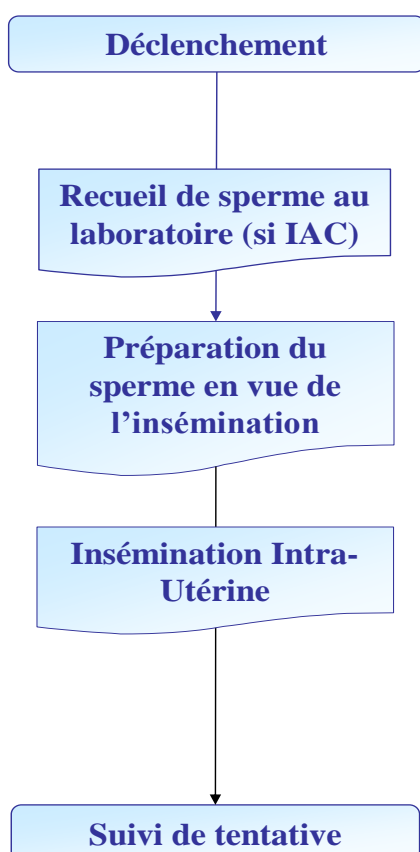 Déclenchement
Recueil de sperme au
laboratoire (si IAC)
Préparation du
sperme en vue de
l’insémination
Insémination Intra-
Utérine
Suivi de tentative